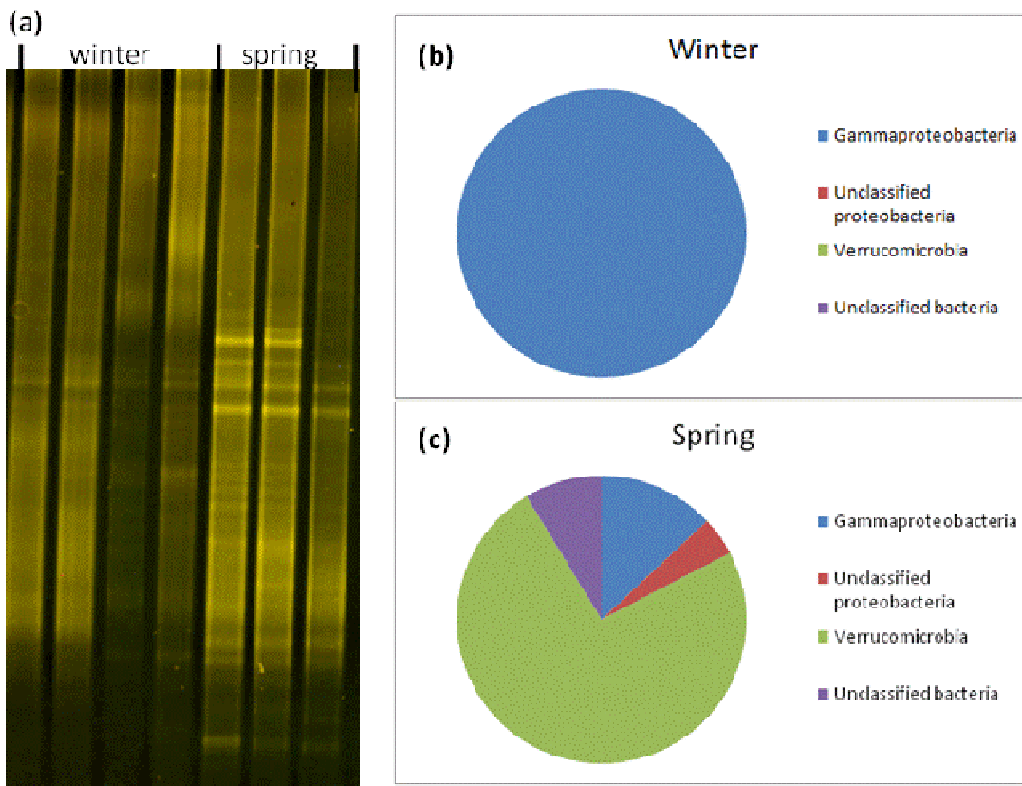 (a)
winter spring
(b)
Winter
Gammaproteobacteria
Unclassified
proteobacteria
Verrucomicrobia
Unclassified bacteria
(c)
Spring
Gammaproteobacteria
Unclassified
proteobacteria
Verrucomicrobia
Unclassified bacteria